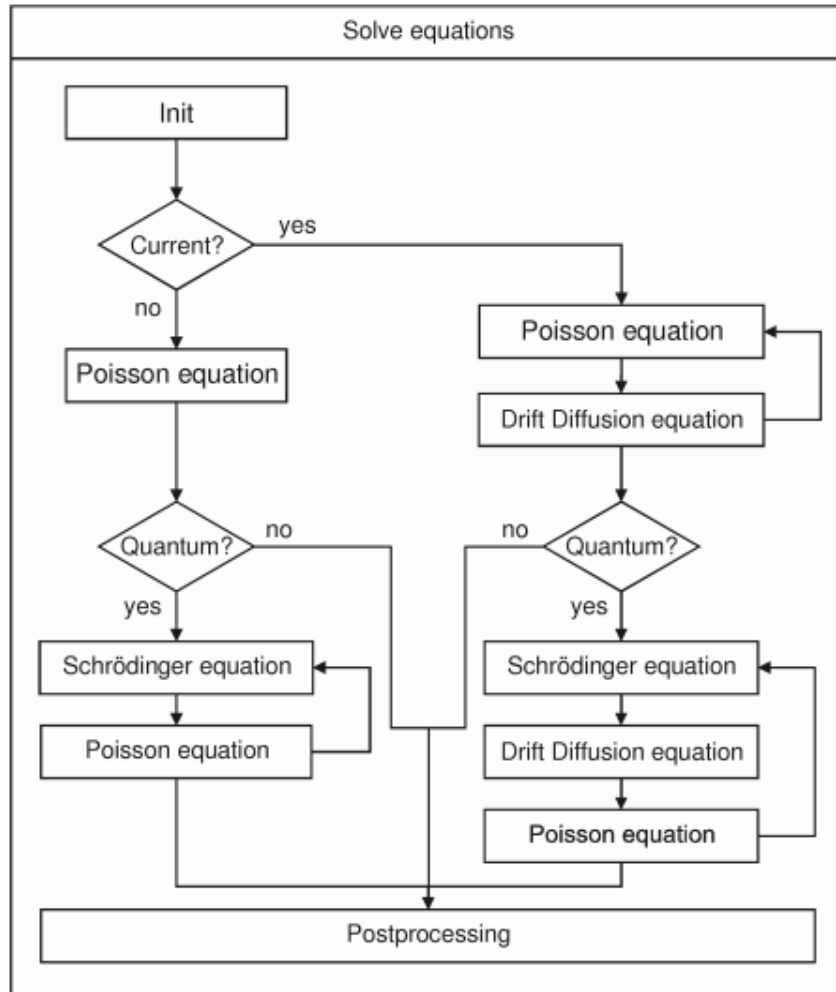 Solve equations
Init
Current?
yes
no
Poisson equation
Poisson equation
Drift Diffusion equation
Quantum?
no
yes
no
Quantum?
yes
Schrödinger equation
Poisson equation
Schrödinger equation
Drift Diffusion equation
Poisson equation
Postprocessing